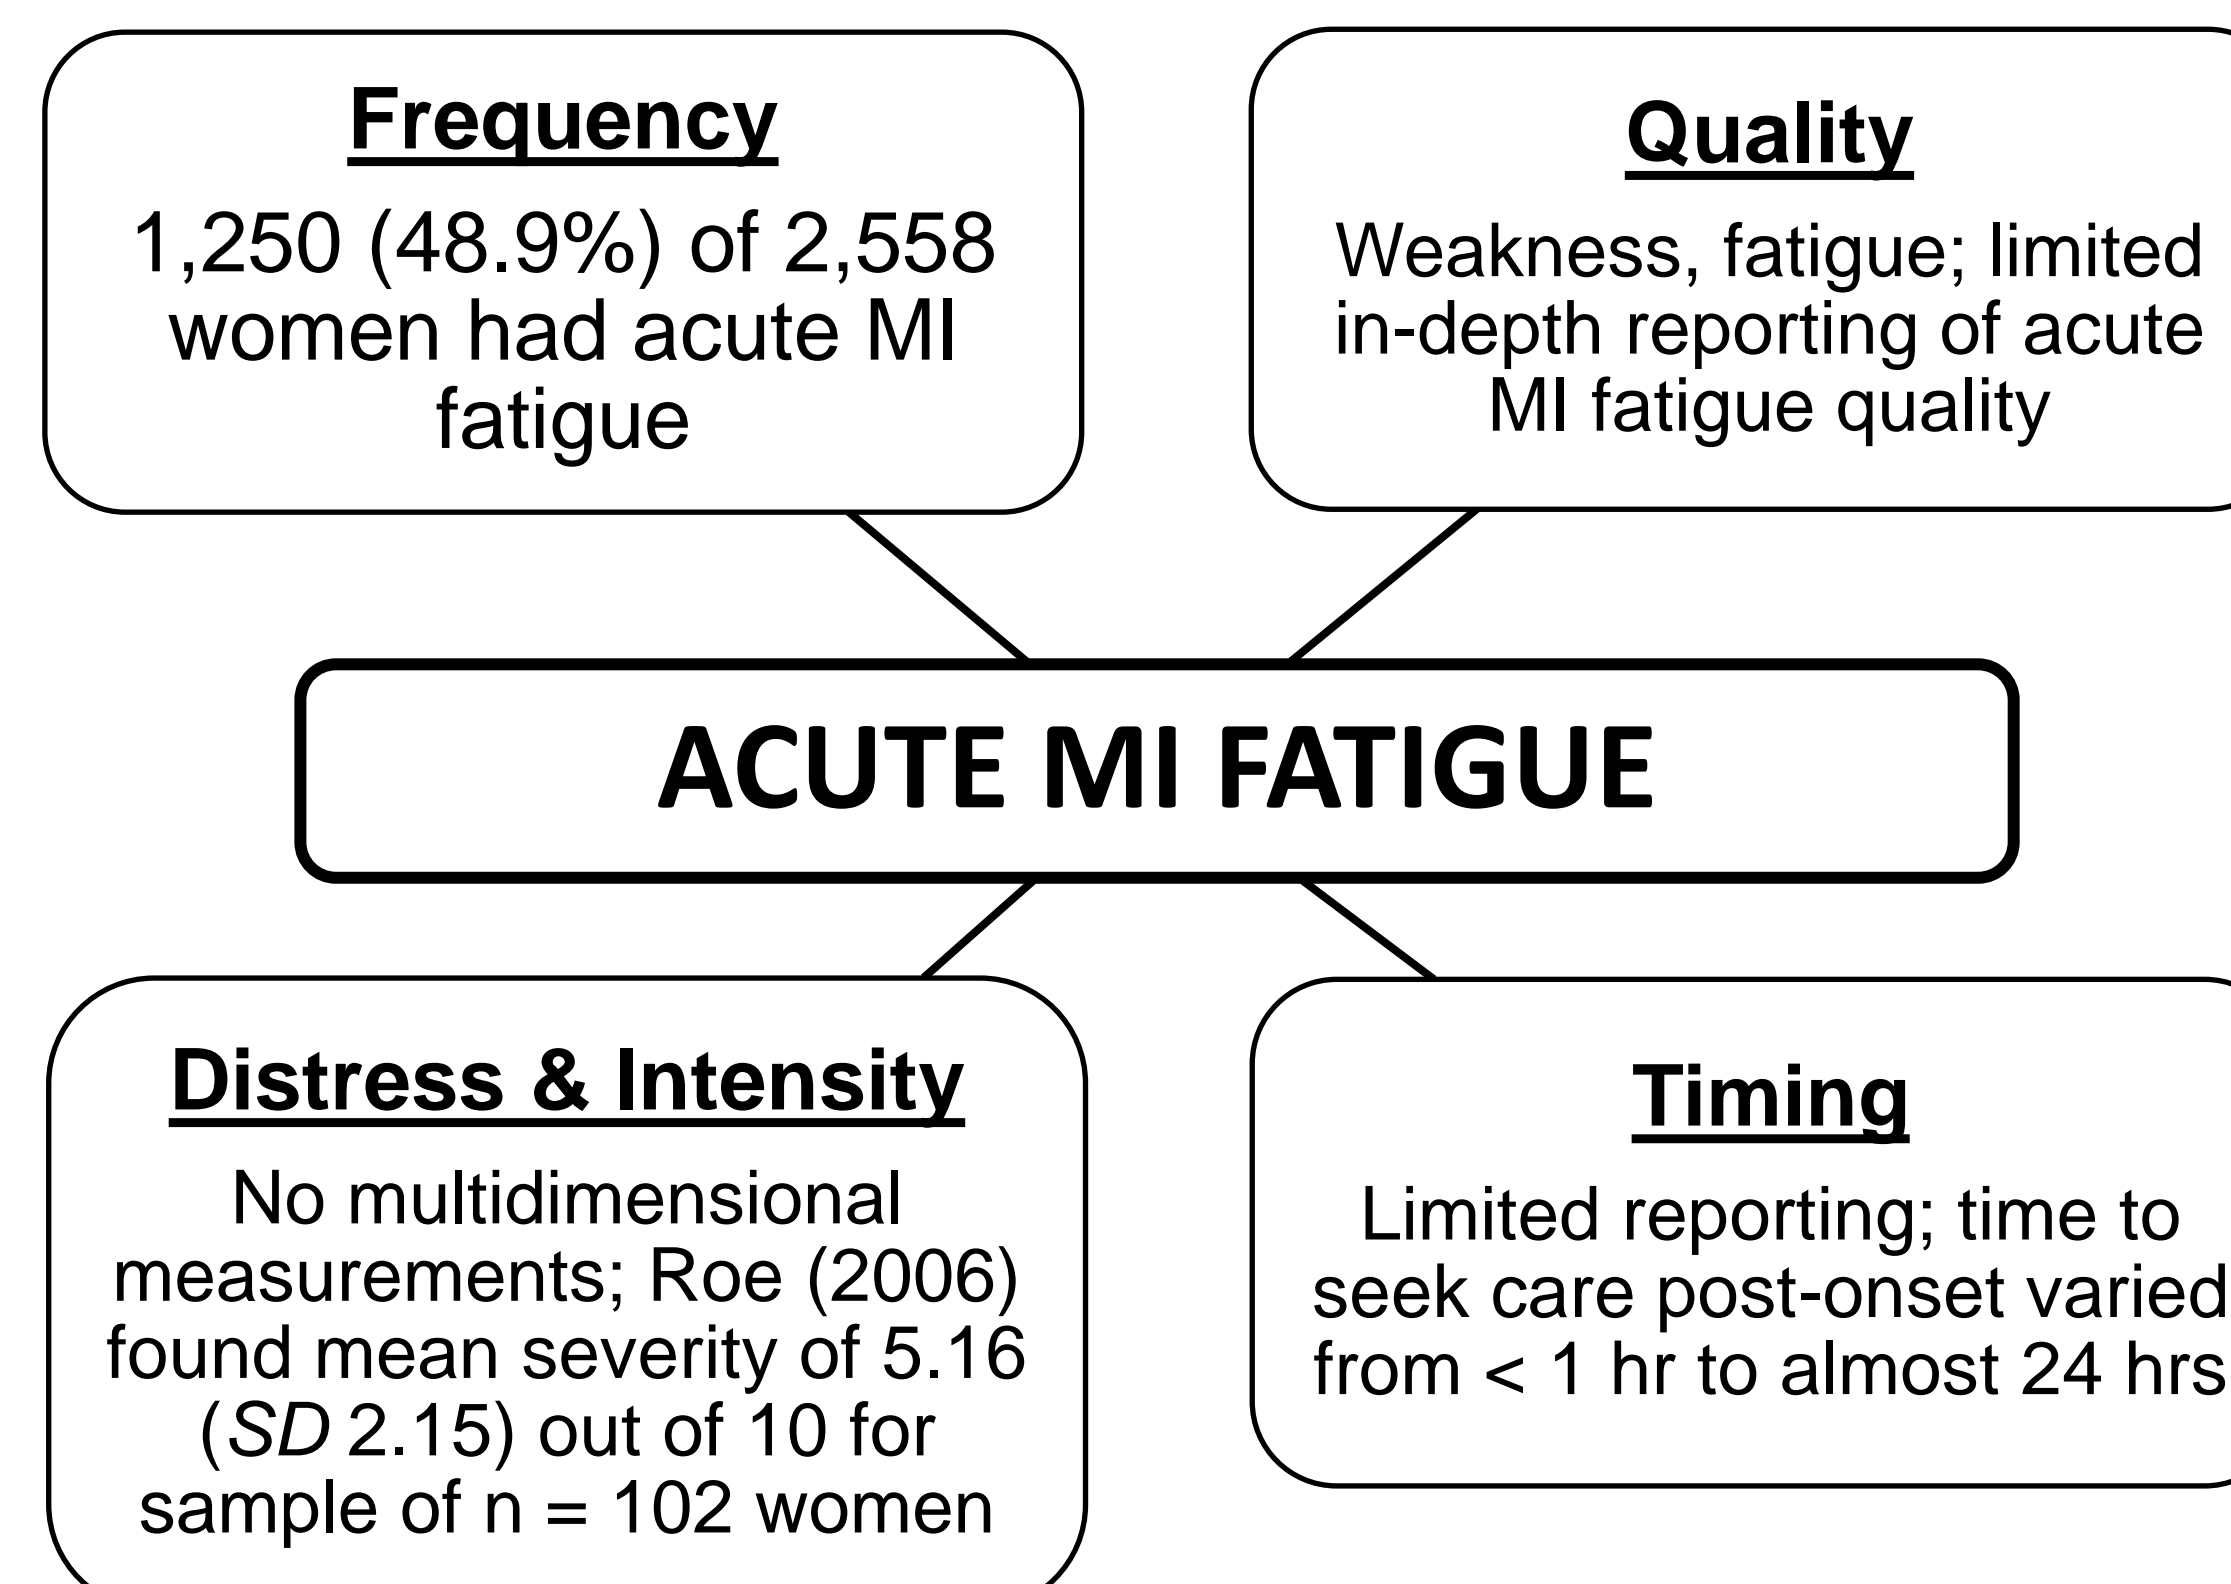 Frequency
1,250 (48.9%) of 2,558
women had acute MI
fatigue
Quality
Weakness, fatigue; limited
in-depth reporting of acute
MI fatigue quality
ACUTE MI FATIGUE
Distress & Intensity
No multidimensional
measurements; Roe (2006)
found mean severity of 5.16
(SD 2.15) out of 10 for
sample of n = 102 women
Timing
Limited reporting; time to
seek care post-onset varied
from < 1 hr to almost 24 hrs